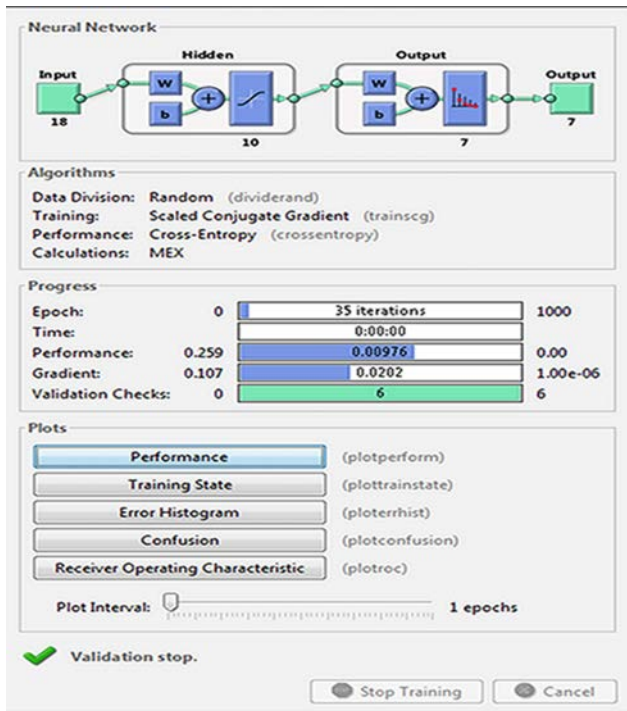 Neural Network
Hidden
Output
Input
Output
W
b
+
W
b
+
18
10
7
7
Algorithms
Data Division: Random (dividerand)
Training: Scaled Conjugate Gradient (trainscg)
Performance: Cross-Entropy (crossentropy)
Calculations: MEX
Progress
Epoch: 0 35 iterations 1000
Time: 0:00:00
Performance: 0.259 0.00976 0.00
Gradient: 0.107 0.0202 1.00e-06
Validation Checks: 0 6 6
Plots
Performance (plotperform)
Training State (plottrainstate)
Error Histogram (ploterrhist)
Confusion (plotconfusion)
Receiver Operating Characteristic (plotroc)
Plot Interval: 1 epochs
Validation stop.
Stop Training Cancel